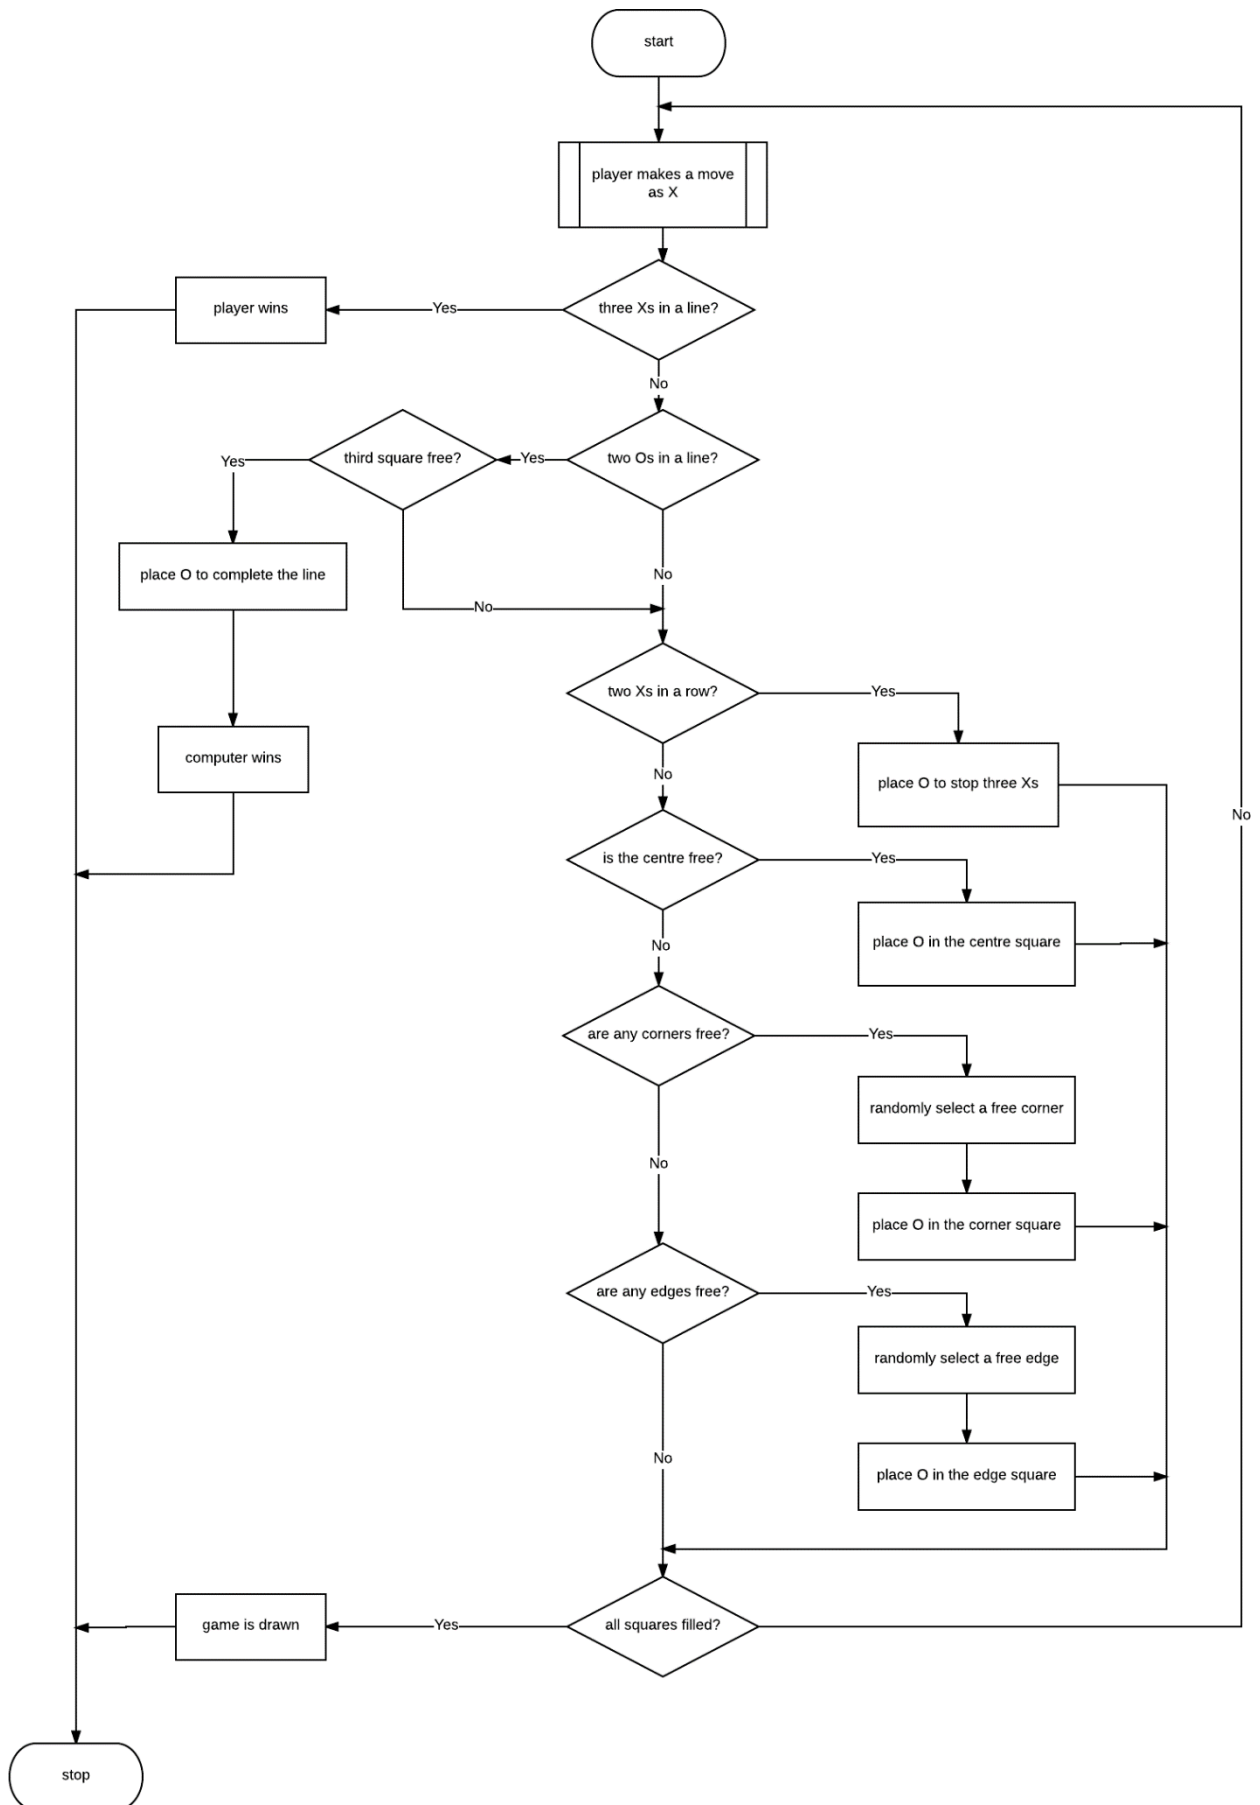 start
player makes a move
as X
player wins
Yes
three Xs in a line?
No
third square free?
Yes
two Os in a line?
Yes
place O to complete the line
No
No
two Xs in a row?
Yes
computer wins
No
place O to stop three Xs
No
is the centre free?
Yes
place O in the centre square
No
are any corners free?
Yes
randomly select a free corner
No
place O in the corner square
are any edges free?
Yes
randomly select a free edge
No
place O in the edge square
game is drawn
Yes
all squares filled?
stop